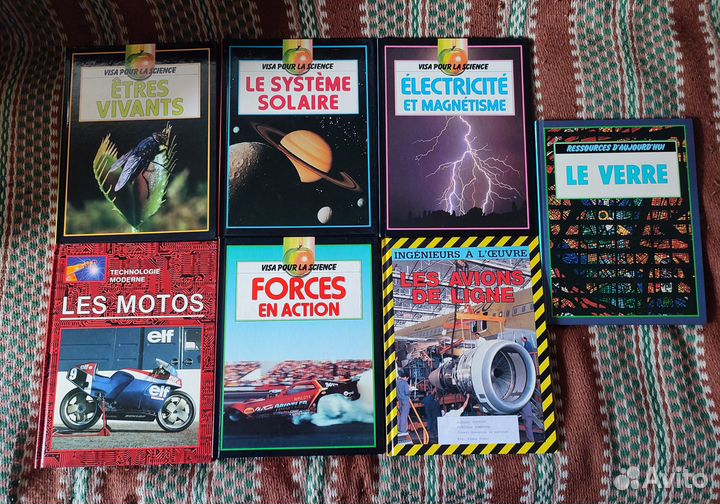 VISA POUR LA SCIENCE
ÊTRES
VIVANTS
VISA POUR LA SCIENCE
LE SYSTÈME
SOLAIRE
VISA POUR LA SCIENCE
ÉLECTRICITÉ
ET MAGNÉTISME
RESSOURCES D'AUJOURD'HUI
LE VERRE
TECHNOLOGIE
MODERNE
LES MOTOS
elf
elf
VISA POUR LA SCIENCE
FORCES
EN ACTION
INGÉNIEURS À L'ŒUVRE
LES AVIONS
DE LIGNE
Avito